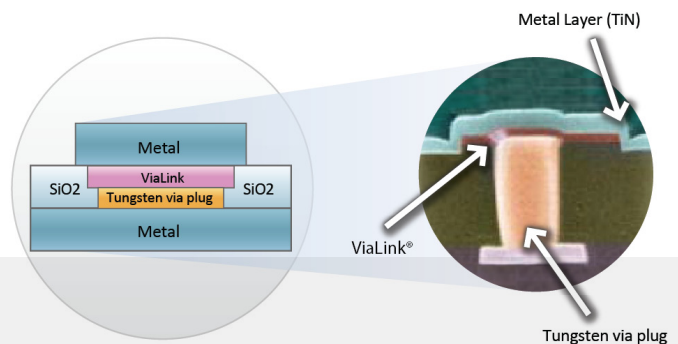 Metal Layer (TiN)
Metal
SiO2
ViaLink
SiO2
Tungsten via plug
Metal
ViaLink®
Tungsten via plug